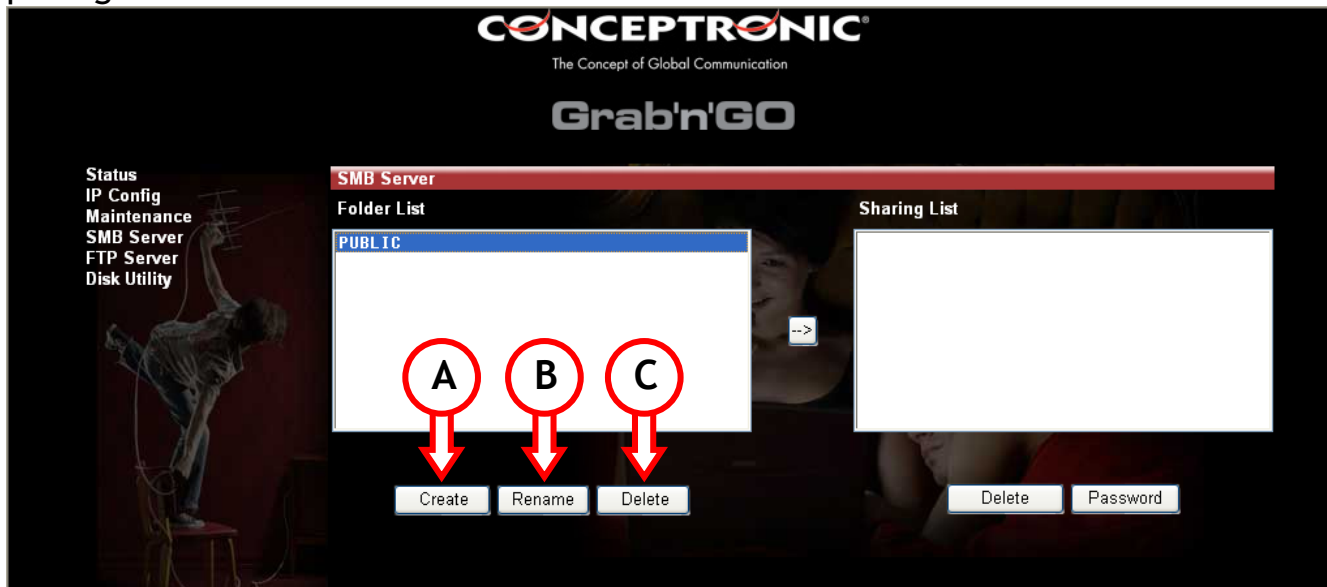 CONCEPTRONIC®
The Concept of Global Communication
Grab'n'GO
Status
IP Config
Maintenance
SMB Server
FTP Server
Disk Utility
SMB Server
Folder List
Sharing List
PUBLIC
-->
A B C
Create Rename Delete
Delete Password